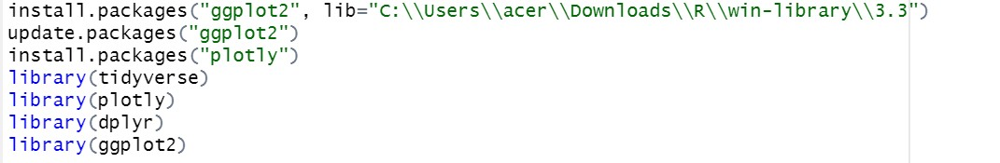 install.packages("ggplot2", lib="C:\\Users\\acer\\Downloads\\R\\win-library\\3.3")
update.packages("ggplot2")
install.packages("plotly")
library(tidyverse)
library(plotly)
library(dplyr)
library(ggplot2)